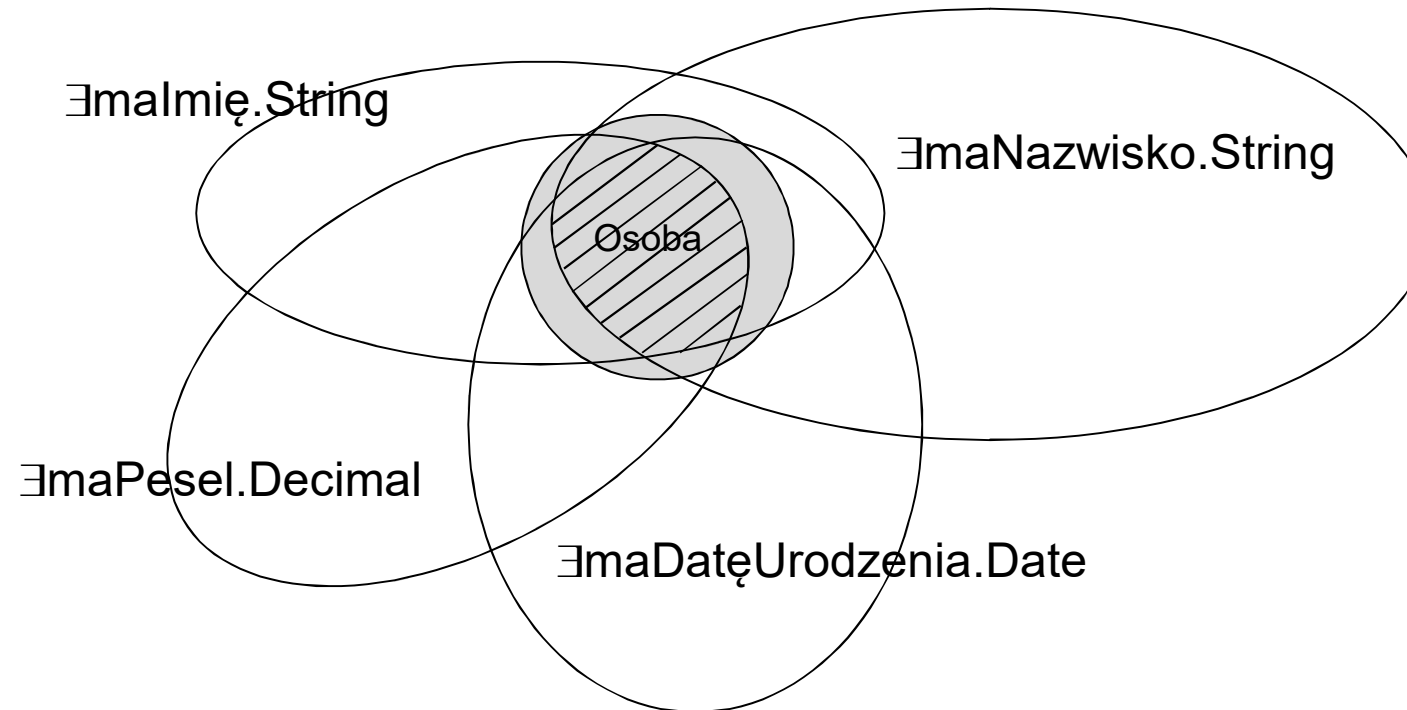 ∃maImię.String
∃maNazwisko.String
Osoba
∃maPesel.Decimal
∃maDatęUrodzenia.Date